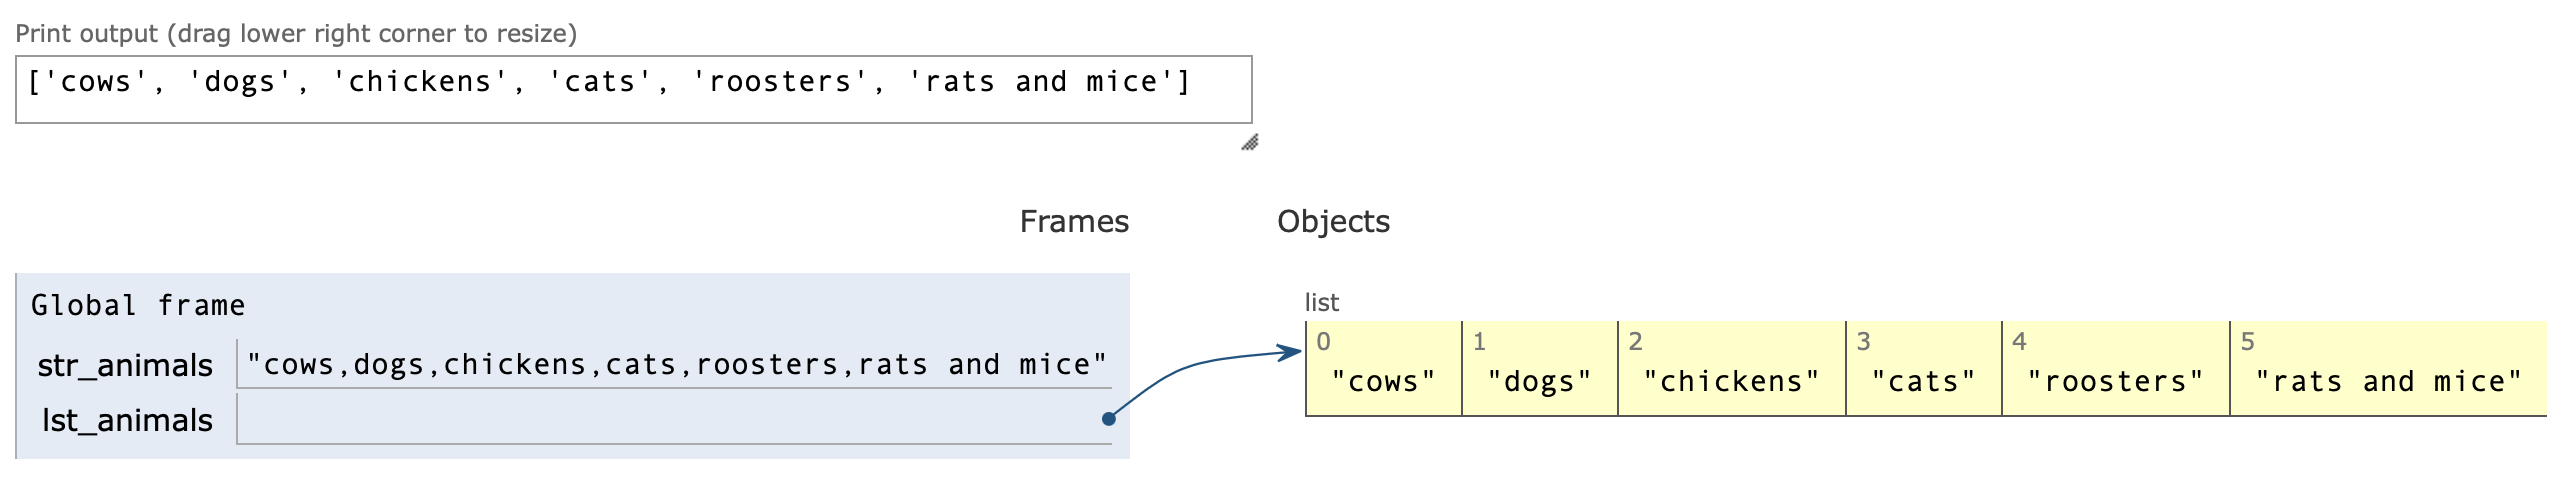 Print output (drag lower right corner to resize)
['cows', 'dogs', 'chickens', 'cats', 'roosters', 'rats and mice']
Frames Objects
Global frame
str_animals "cows,dogs,chickens,cats,roosters,rats and mice"
lst_animals
list
0 1 2 3 4 5
"cows" "dogs" "chickens" "cats" "roosters" "rats and mice"